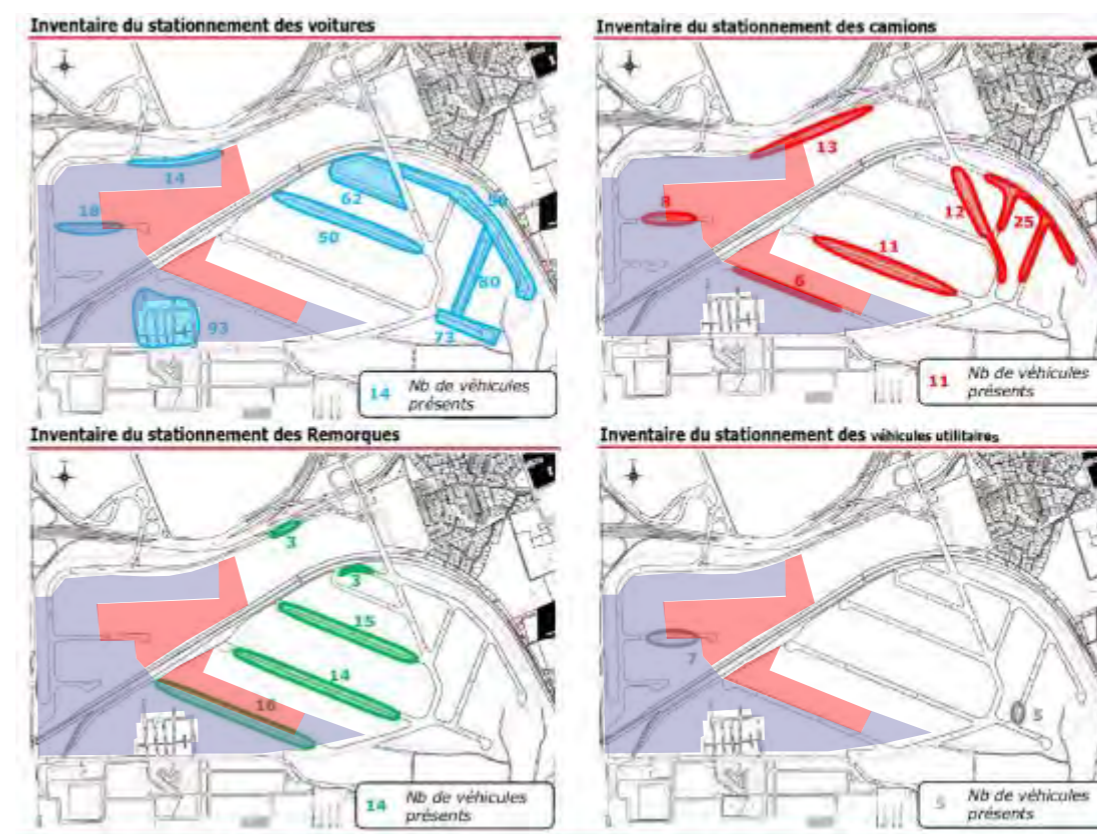 Inventaire du stationnement des voitures
14
18
62
50
80
93
73
14 Nb de véhicules
présents
Inventaire du stationnement des camions
13
8
12
25
11
6
11 Nb de véhicules
présents
Inventaire du stationnement des Remorques
3
3
15
14
16
14 Nb de véhicules
présents
Inventaire du stationnement des véhicules utilitaires
7
5
5 Nb de véhicules
présents